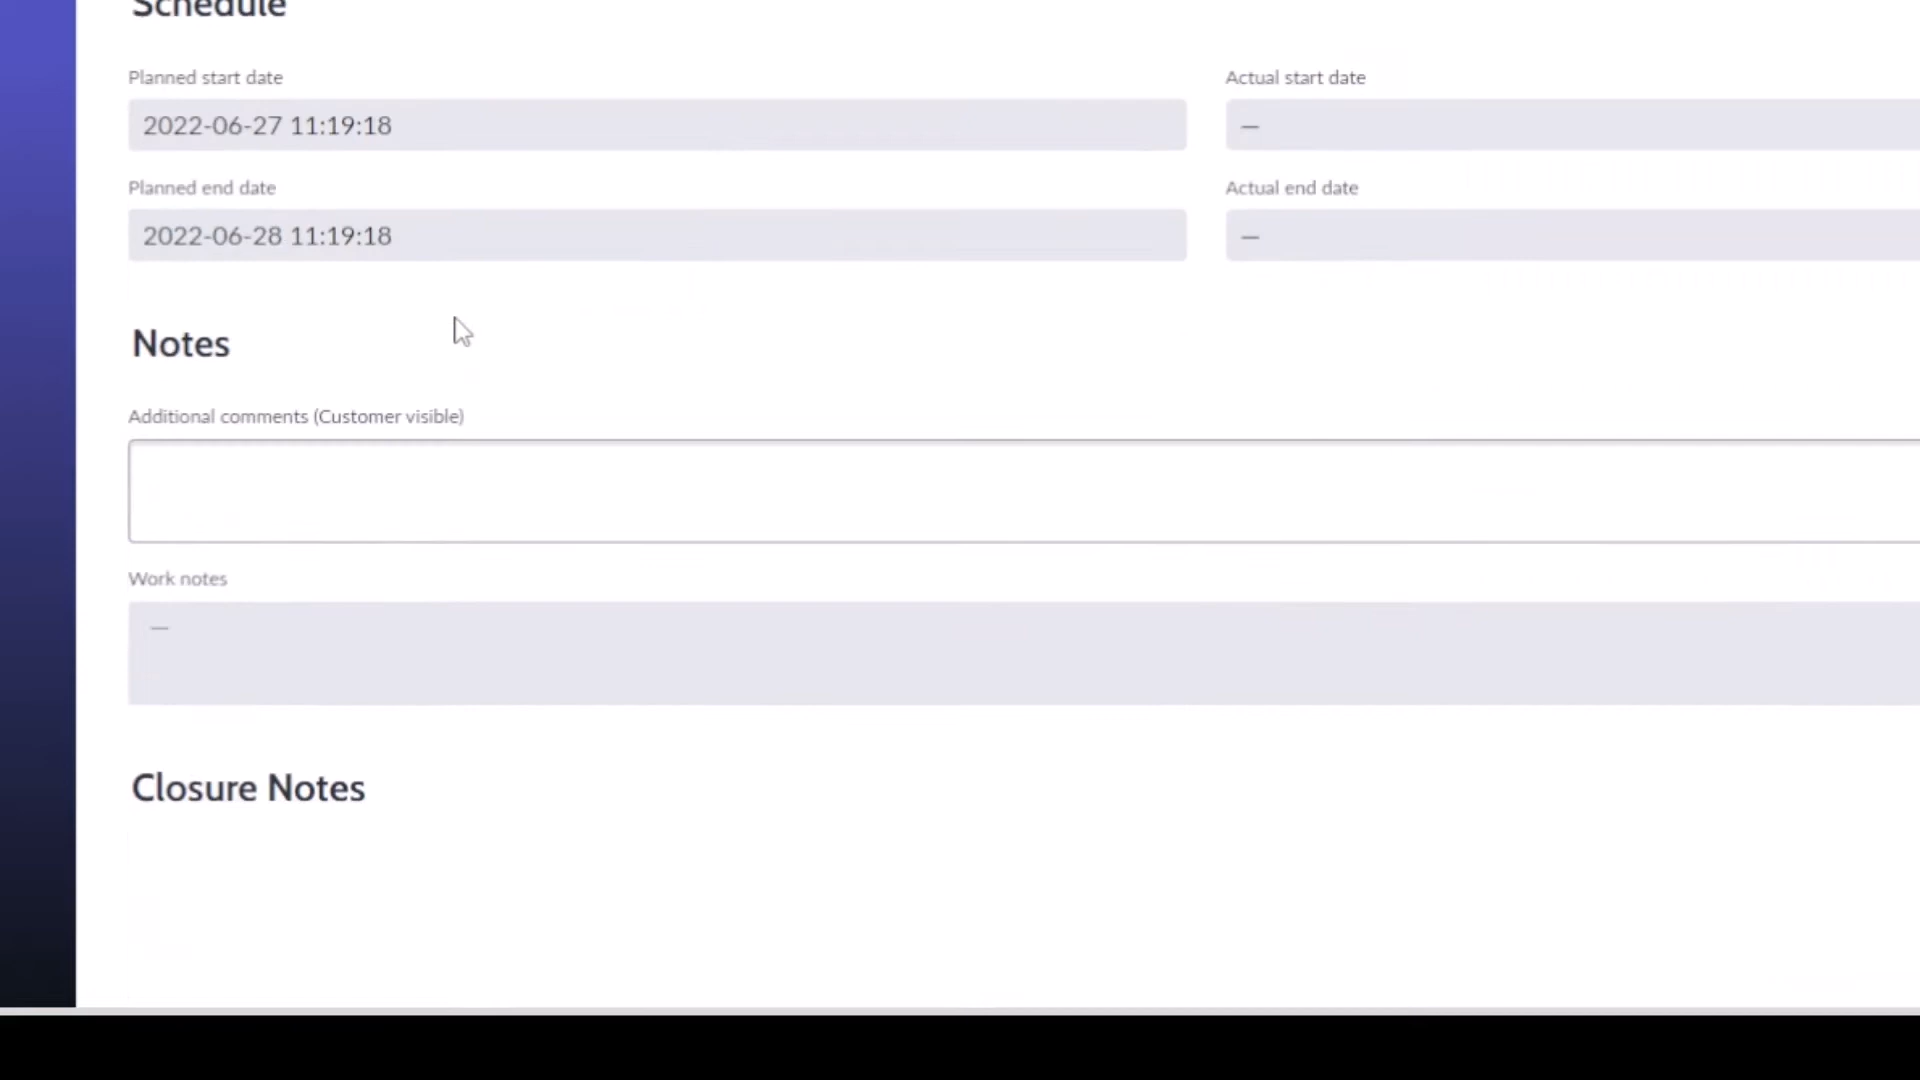 Schedule
Planned start date
Actual start date
2022-06-27 11:19:18
—
Planned end date
Actual end date
2022-06-28 11:19:18
—
Notes
Additional comments (Customer visible)
Work notes
—
Closure Notes